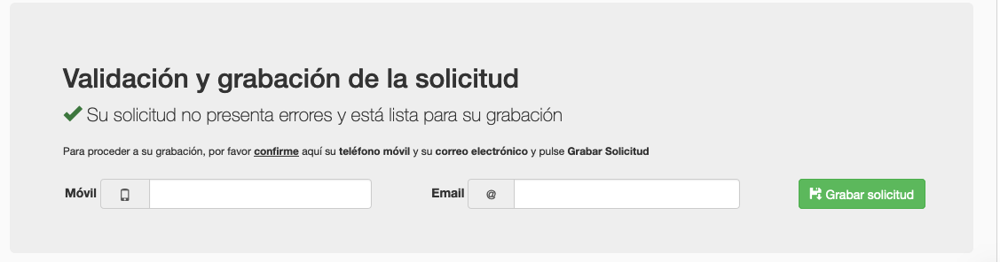 Validación y grabación de la solicitud
Su solicitud no presenta errores y está lista para su grabación
Para proceder a su grabación, por favor confirme aquí su teléfono móvil y su correo electrónico y pulse Grabar Solicitud
Móvil Email @ Grabar solicitud